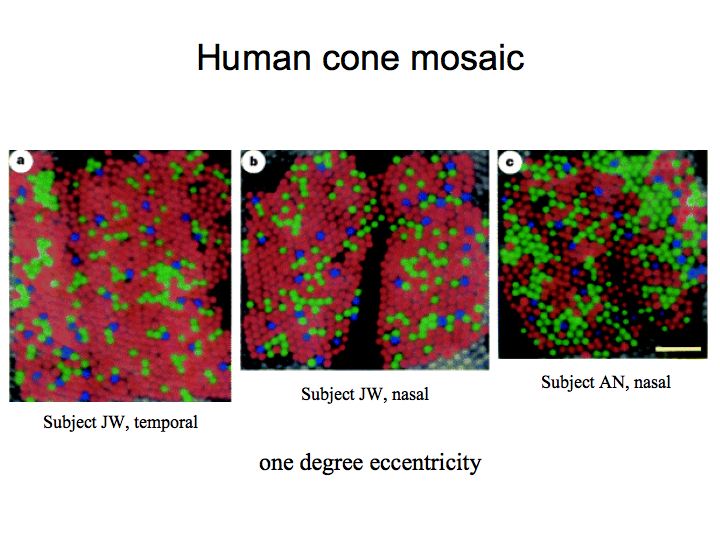 Human cone mosaic
a
b
c
Subject JW, temporal
Subject JW, nasal
Subject AN, nasal
one degree eccentricity